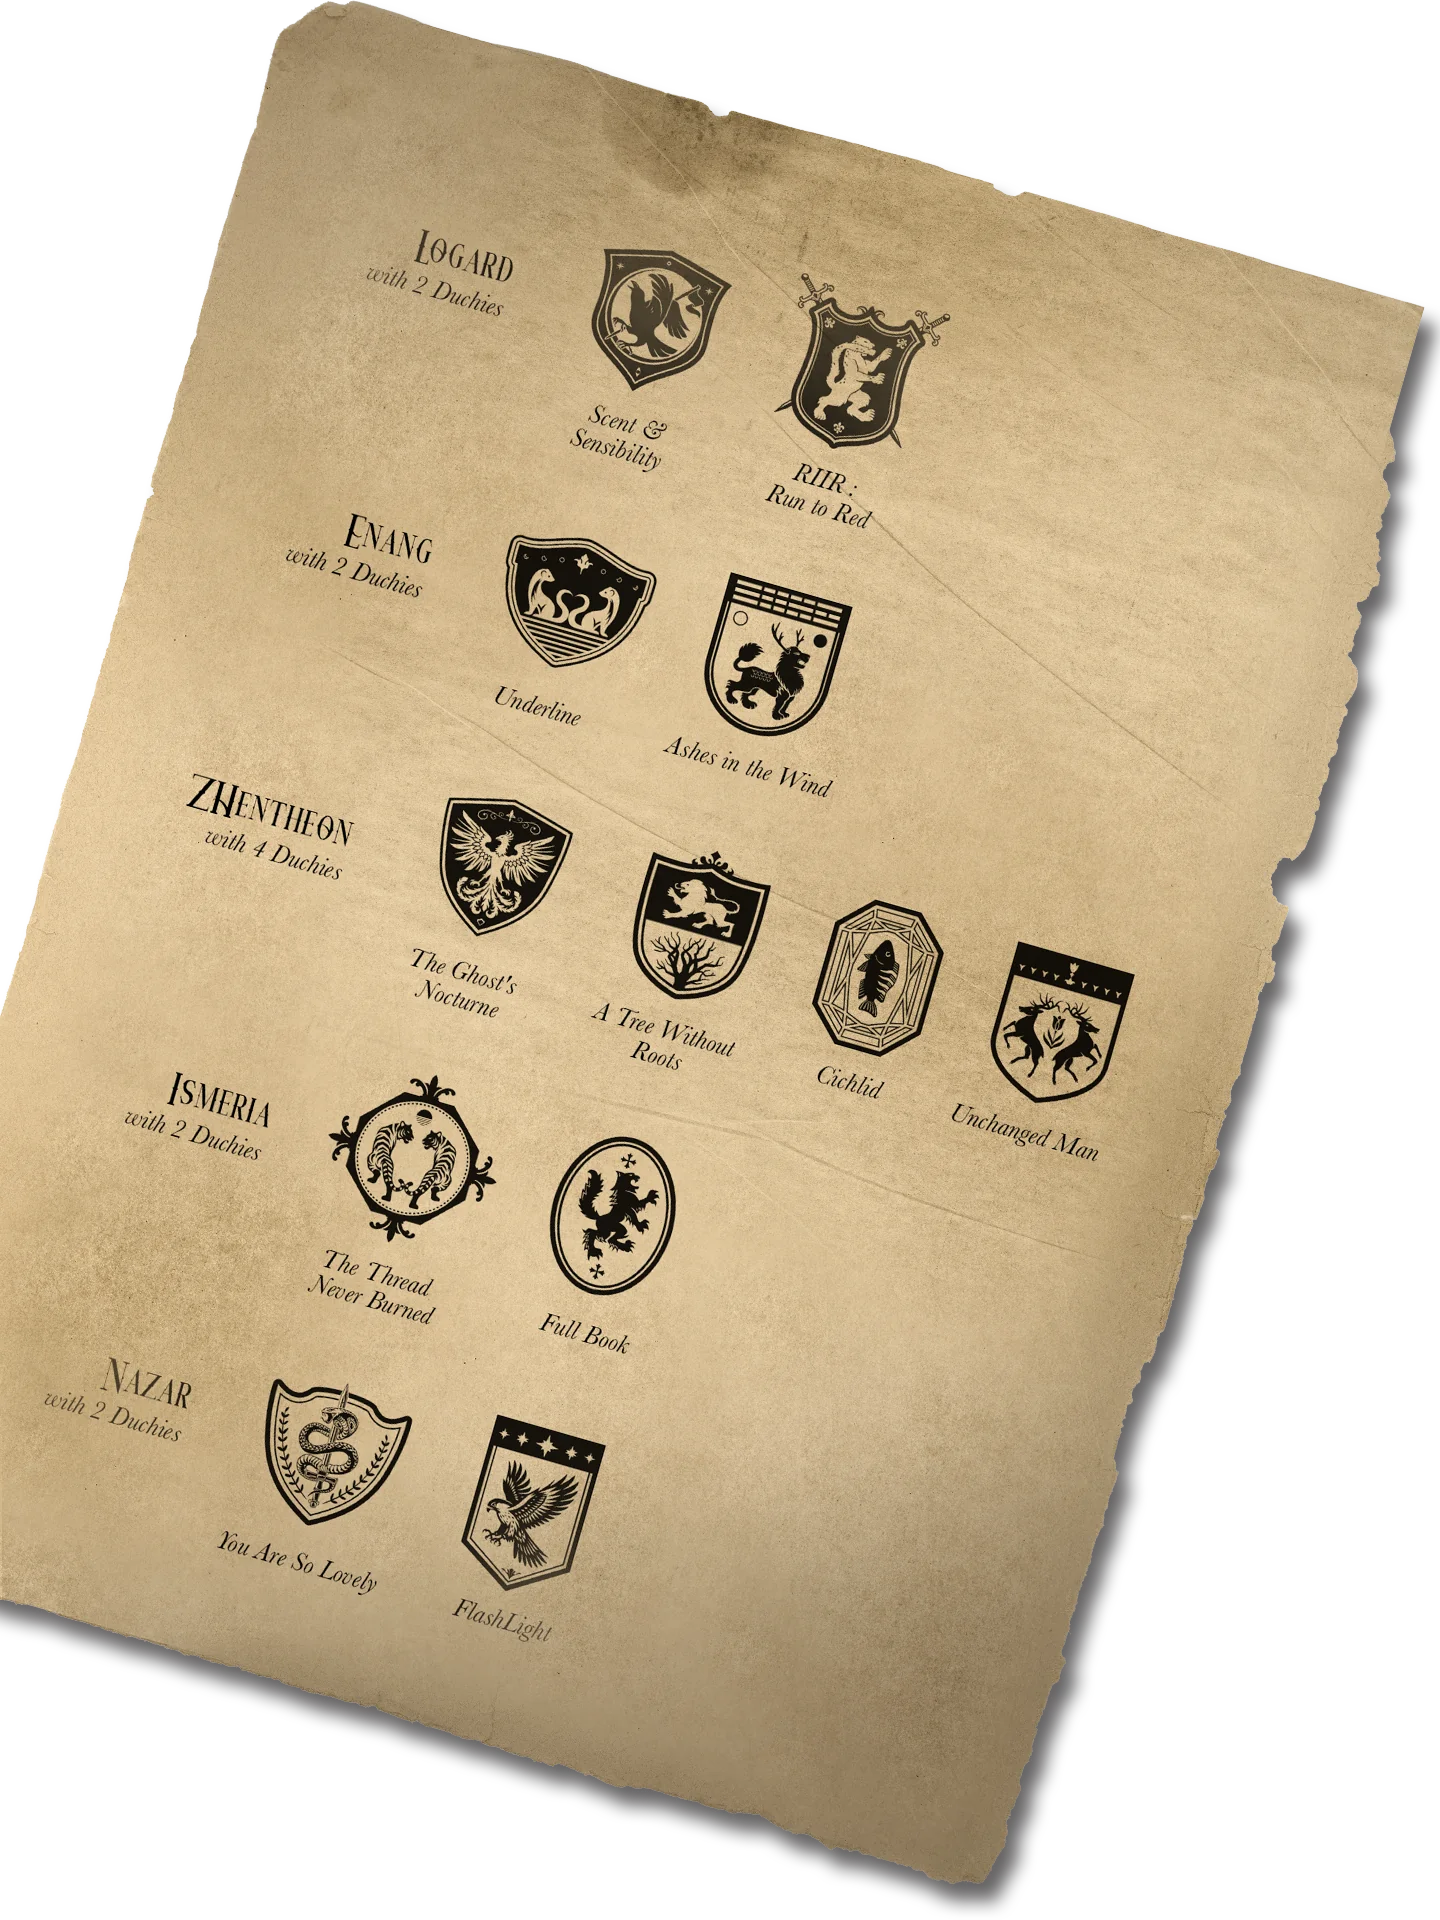 Logard
with 2 Duchies
Scent &
Sensibility
RIIR :
Run to Red
Enang
with 2 Duchies
Underline
Ashes in the Wind
ZHentheon
with 4 Duchies
The Ghost's
Nocturne
A Tree Without
Roots
Cichlid
Unchanged Man
Ismeria
with 2 Duchies
The Thread
Never Burned
Full Book
Nazar
with 2 Duchies
You Are So Lovely
FlashLight